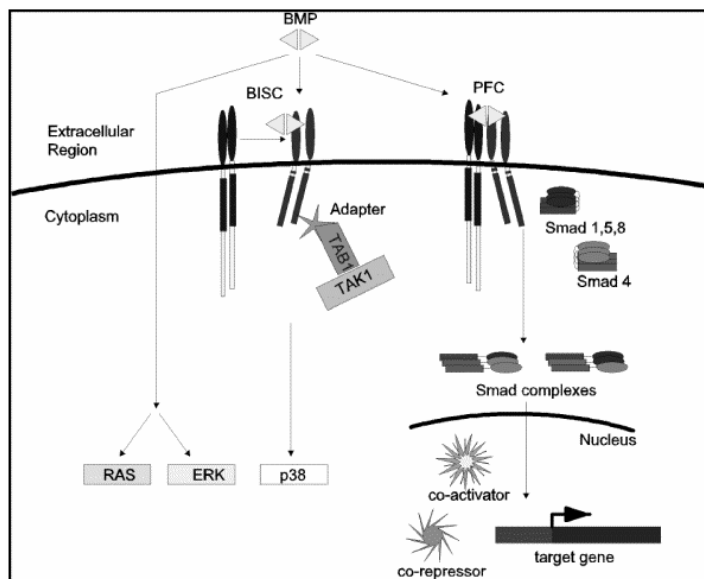 BMP
BISC
PFC
Extracellular
Region
Cytoplasm
Adapter
TAB1
TAK1
Smad 1,5,8
Smad 4
Smad complexes
Nucleus
RAS
ERK
p38
co-activator
co-repressor
target gene